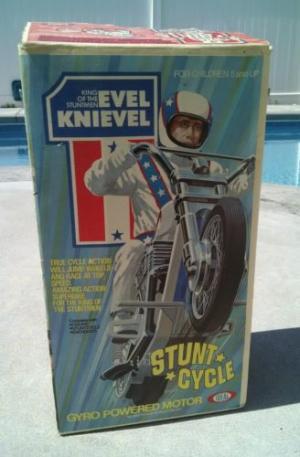 FOR CHILDREN 5 and UP
KING
OF THE
STUNTMEN
EVEL
KNIEVEL
1
TRUE CYCLE ACTION
WILL JUMP, WHEELIE
AND RACE AT TOP
SPEED
AMAZING ACTION
SUPERBIKE
FOR THE KING OF
THE STUNTMEN
STUNT
CYCLE
GYRO POWERED MOTOR
IDEAL